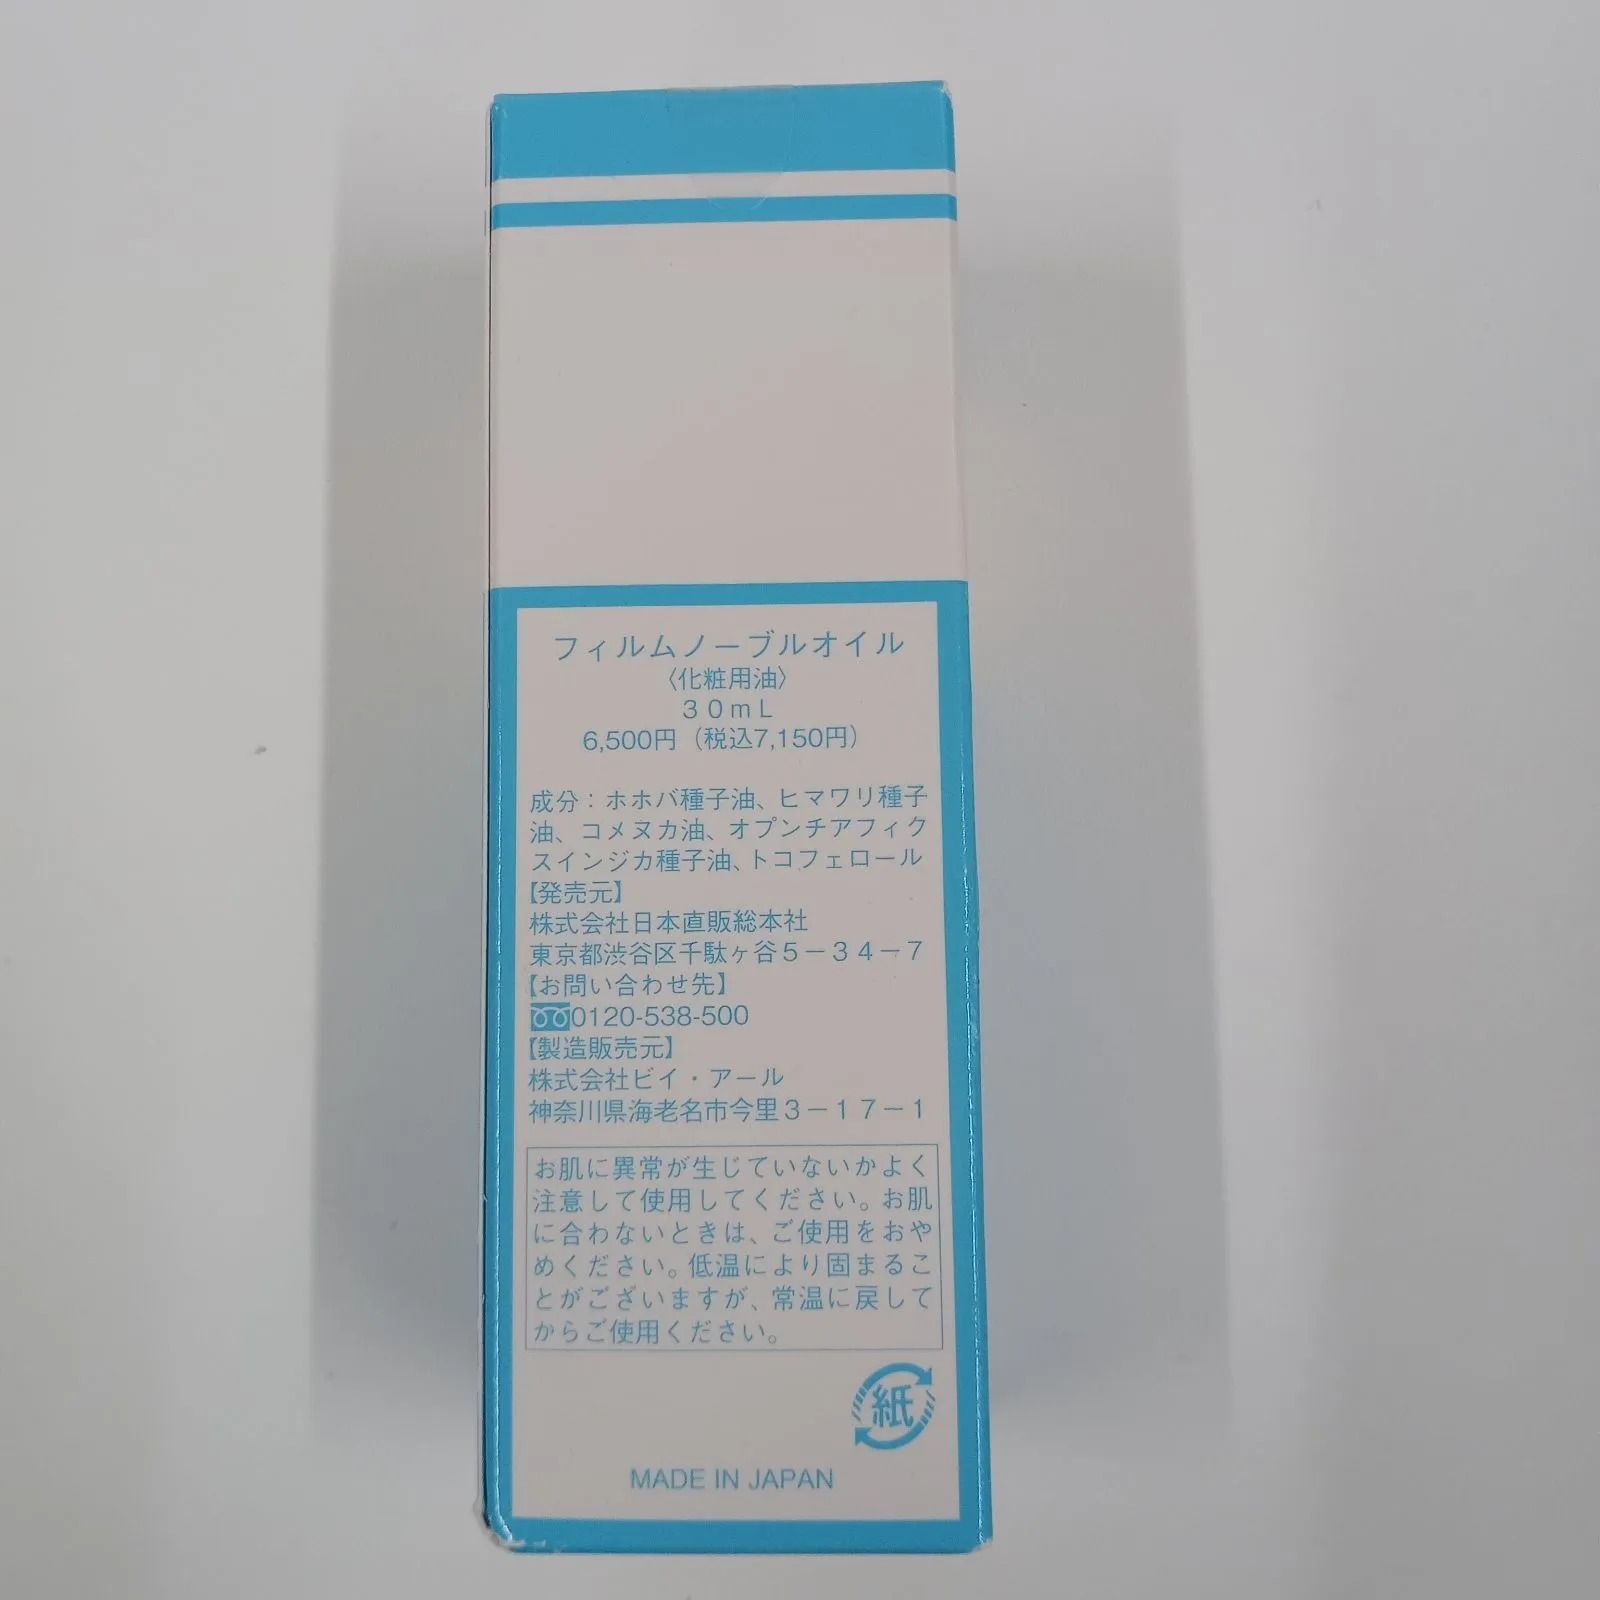 フィルムノーブルオイル
〈化粧用油〉
30mL
6,500円（税込7,150円）
成分：ホホバ種子油、ヒマワリ種子
油、コメヌカ油、オプンチアフィク
スインジカ種子油、トコフェロール
【発売元】
株式会社日本直販総本社
東京都渋谷区千駄ヶ谷5－34－7
【お問い合わせ先】
0120-538-500
【製造販売元】
株式会社ビイ・アール
神奈川県海老名市今里3－17－1
お肌に異常が生じていないかよく
注意して使用してください。お肌
に合わないときは、ご使用をおや
めください。低温により固まるこ
とがございますが、常温に戻して
からご使用ください。
紙
MADE IN JAPAN